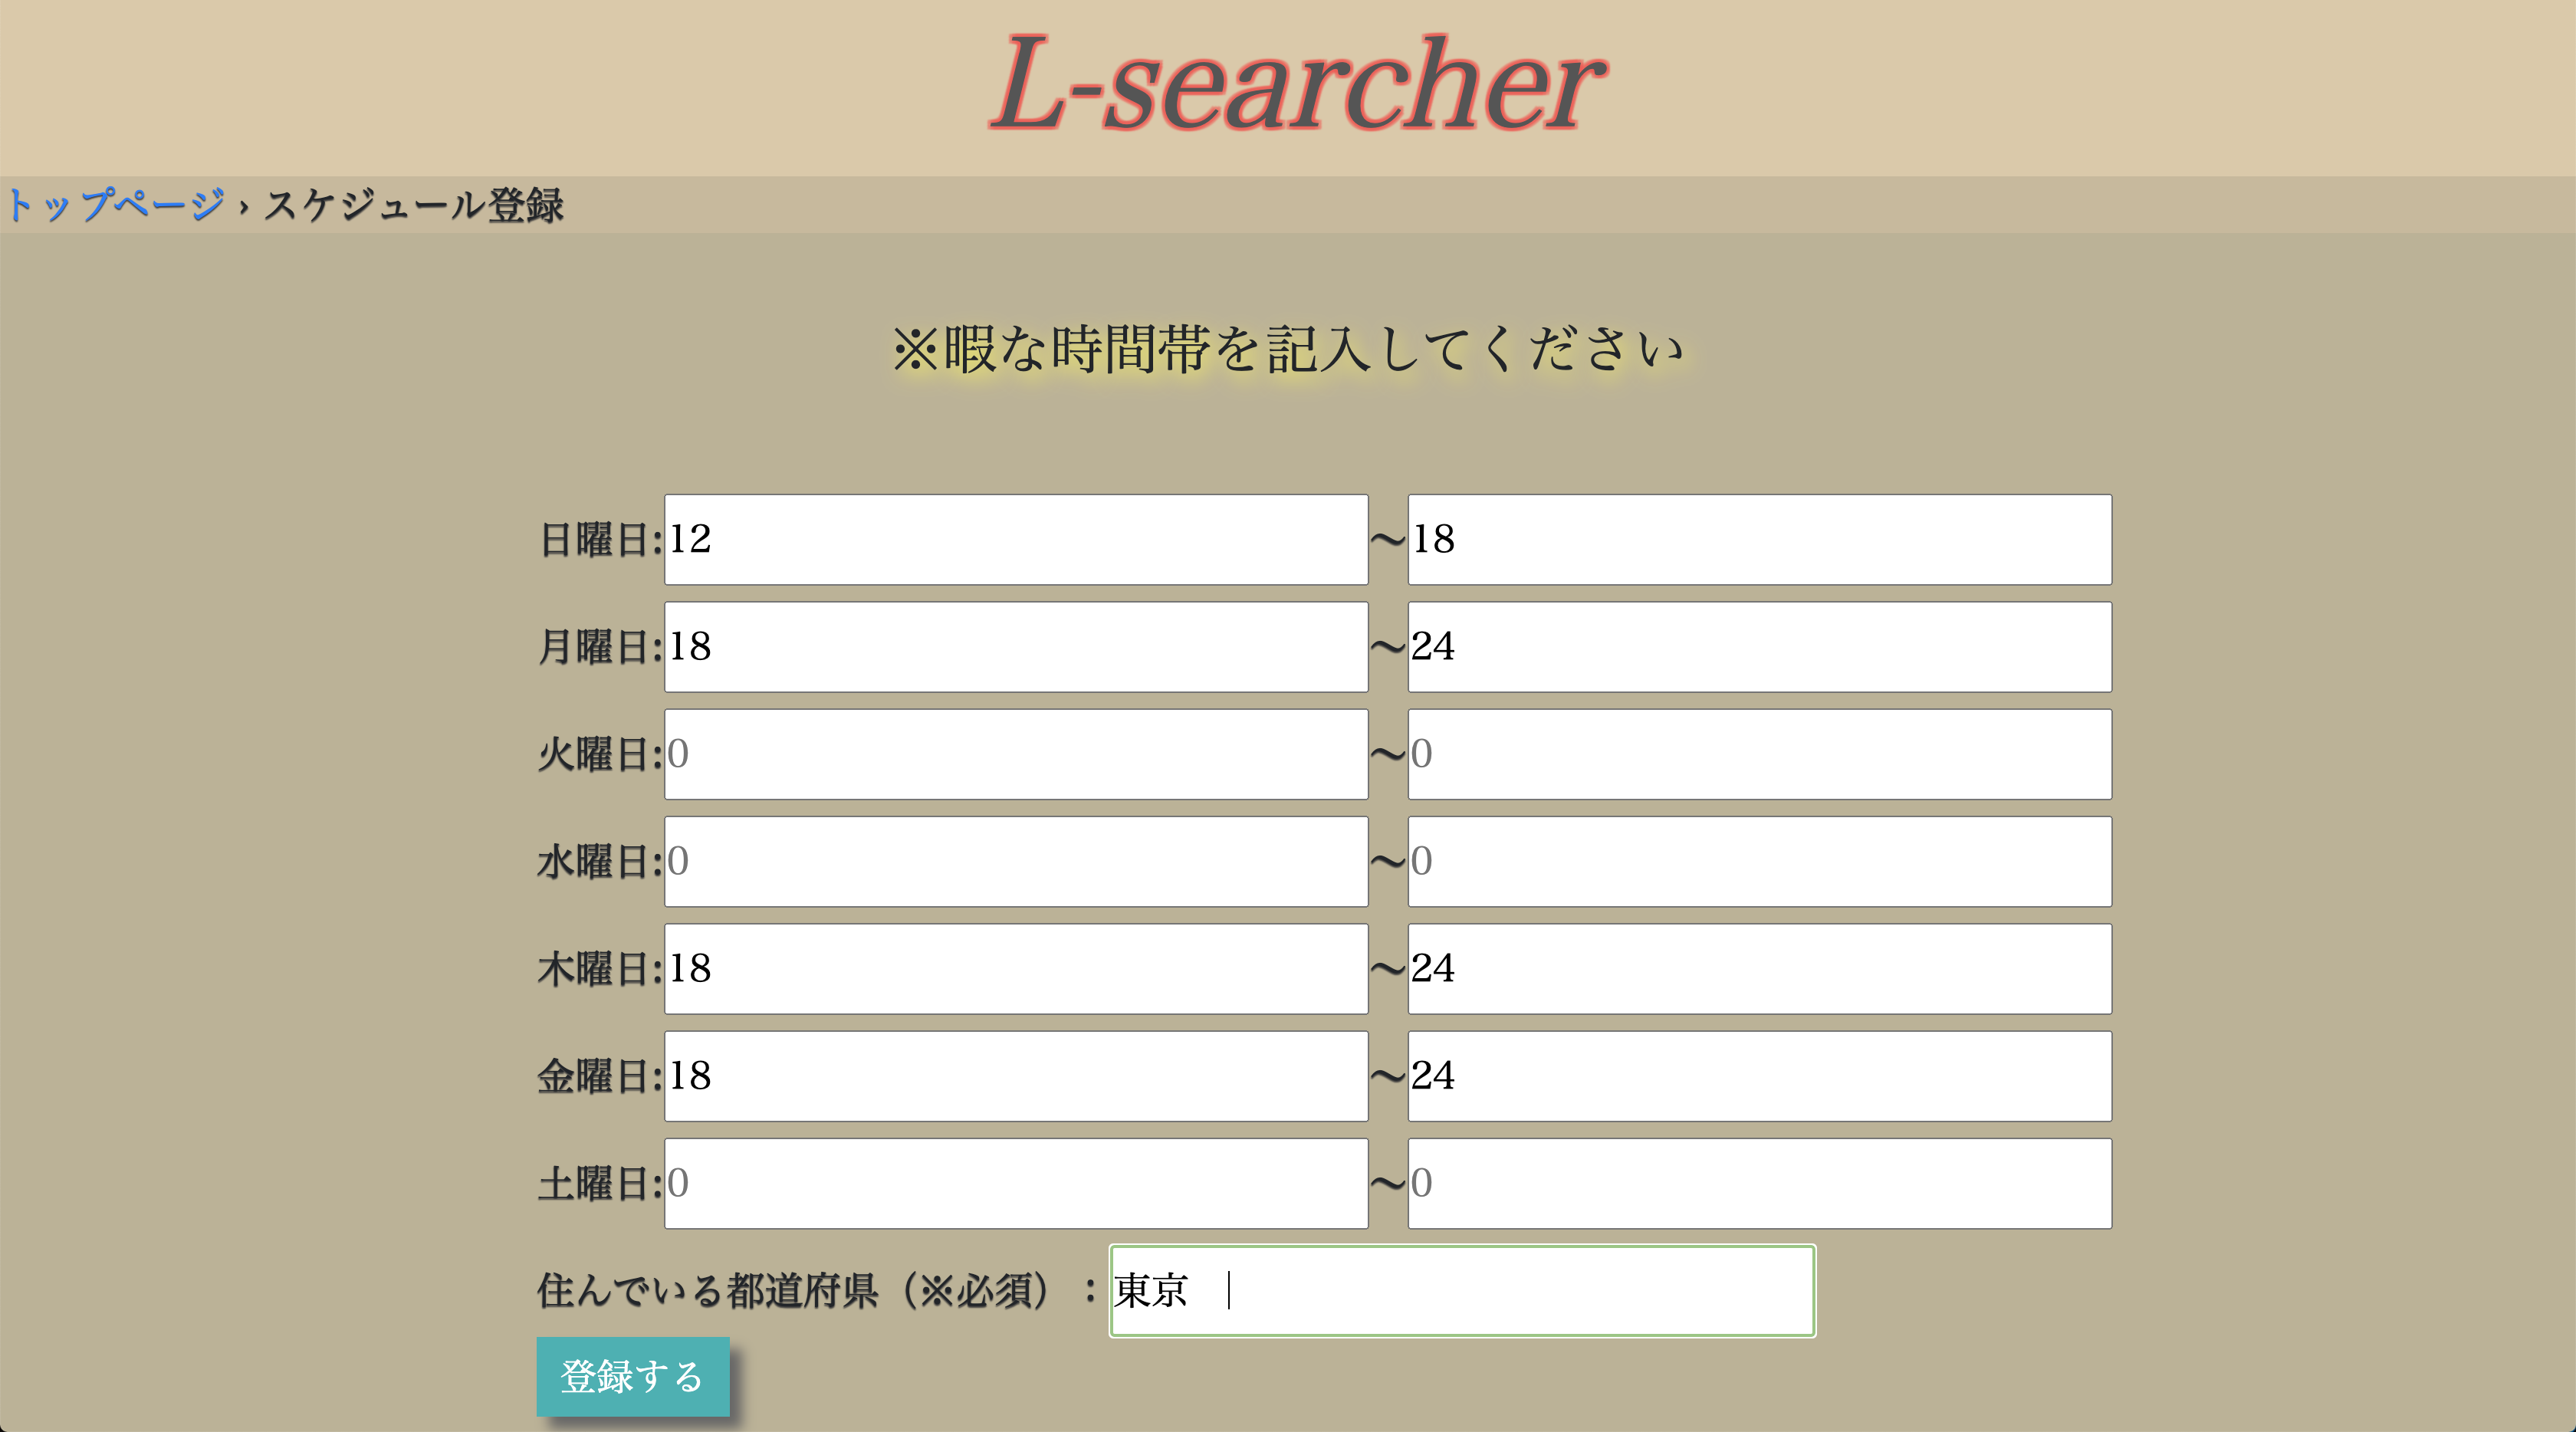 L-searcher
トップページ › スケジュール登録
※暇な時間帯を記入してください
日曜日:12～18
月曜日:18～24
火曜日:0～0
水曜日:0～0
木曜日:18～24
金曜日:18～24
土曜日:0～0
住んでいる都道府県（※必須）：東京
登録する